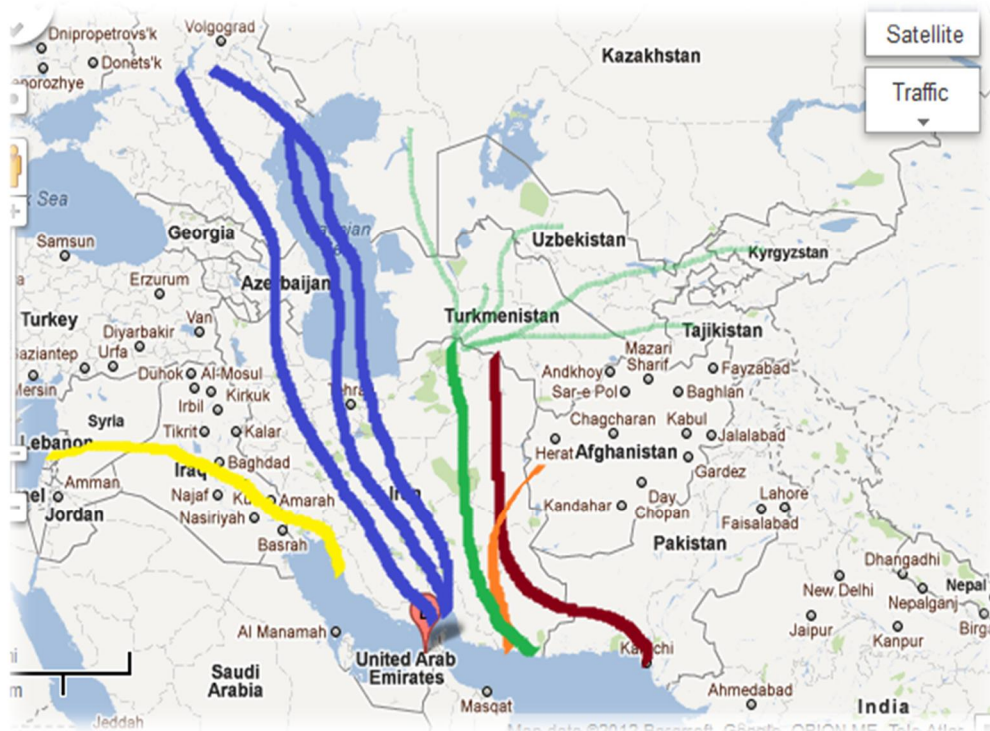 Volgograd
Dnipropetrovs'k
Donets'k
Kazakhstan
Satellite
Traffic
Sea
Samsun
Georgia
Uzbekistan
Kyrgyzstan
Azerbaijan
Erzurum
Turkey
Van
Turkmenistan
Tajikistan
Diyarbakir
Urfa
Mazari
Sharif
Andkhoy
Fayzabad
Sar-e Pol
Baghlan
Duhok
Al-Mosul
Kirkuk
Irbil
Syria
Tikrit
Kalar
Chagcharan
Kabul
Jalalabad
Herat
Afghanistan
Gardez
Lebanon
Iraq
Baghdad
Amman
Najaf
Amarah
Iran
Kandahar
Day
Chopan
Lahore
Faisalabad
Jordan
Nasiriyah
Basrah
Pakistan
Dhangadhi
New Delhi
Nepal
Nepalganj
Jaipur
Kanpur
Al Manamah
United Arab
Emirates
Saudi
Arabia
Masqat
Ahmedabad
India
Jeddah